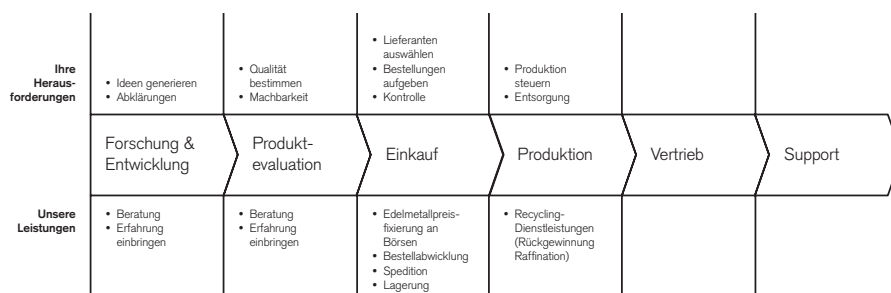 Ihre
Heraus-
forderungen
• Ideen generieren
• Abklärungen
• Qualität
bestimmen
• Machbarkeit
• Lieferanten
auswählen
• Bestellungen
aufgeben
• Kontrolle
• Produktion
steuern
• Entsorgung
Forschung &
Entwicklung
Produkt-
evaluation
Einkauf
Produktion
Vertrieb
Support
Unsere
Leistungen
• Beratung
• Erfahrung
einbringen
• Beratung
• Erfahrung
einbringen
• Edelmetallpreis-
fixierung an
Börsen
• Bestellabwicklung
• Spedition
• Lagerung
• Recycling-
Dienstleistungen
(Rückgewinnung
Raffination)